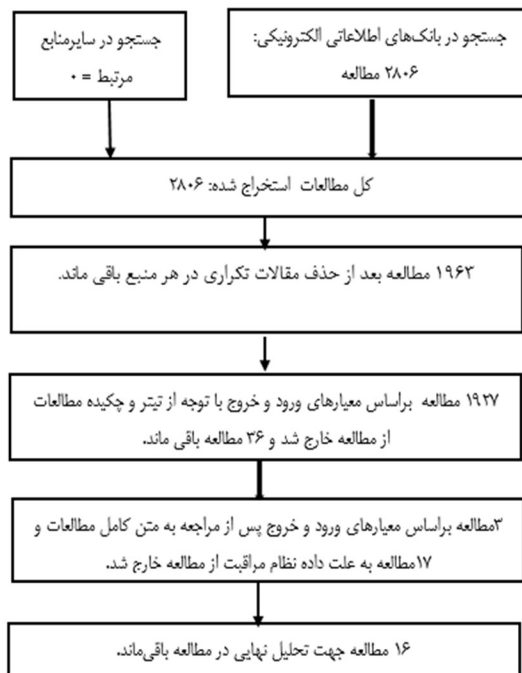 جستجو در بانک‌های اطلاعاتی الکترونیکی:
۲۸۰۶ مطالعه
جستجو در سایرمنابع
مرتبط = ۰
کل مطالعات استخراج شده: ۲۸۰۶
۱۹۶۳ مطالعه بعد از حذف مقالات تکراری در هر منبع باقی ماند.
۱۹۲۷ مطالعه براساس معیارهای ورود و خروج با توجه از تیتر و چکیده مطالعات
از مطالعه خارج شد و ۳۶ مطالعه باقی ماند.
۳مطالعه براساس معیارهای ورود و خروج پس از مراجعه به متن کامل مطالعات و
۱۷مطالعه به علت داده نظام مراقبت از مطالعه خارج شد.
۱۶ مطالعه جهت تحلیل نهایی در مطالعه باقی‌ماند.